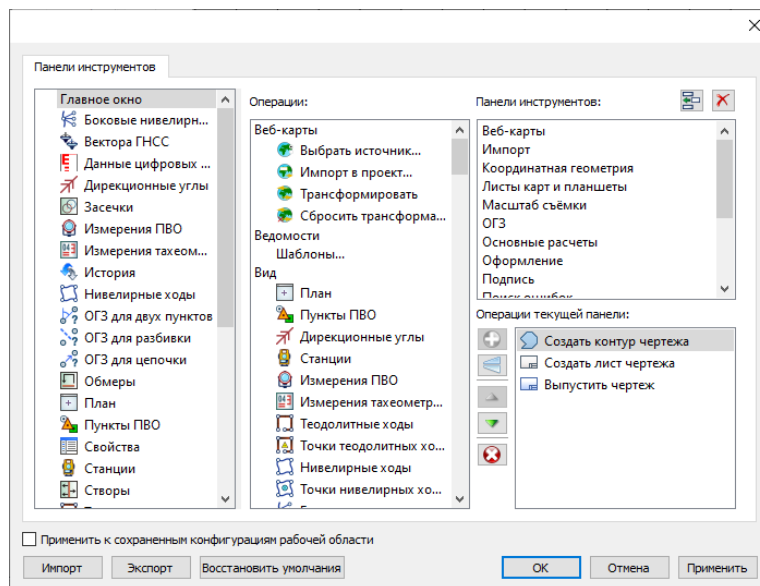 Панели инструментов
Главное окно
Боковые нивелирн...
Вектора ГНСС
Данные цифровых ...
Дирекционные углы
Засечки
Измерения ПВО
Измерения тахеом...
История
Нивелирные ходы
ОГЗ для двух пунктов
ОГЗ для разбивки
ОГЗ для цепочки
Обмеры
План
Пункты ПВО
Свойства
Станции
Створы
Операции:
Веб-карты
Выбрать источник...
Импорт в проект...
Трансформировать
Сбросить трансформа...
Ведомости
Шаблоны...
Вид
План
Пункты ПВО
Дирекционные углы
Станции
Измерения ПВО
Измерения тахеометр...
Теодолитные ходы
Точки теодолитных хо...
Нивелирные ходы
Точки нивелирных хо...
Панели инструментов:
Веб-карты
Импорт
Координатная геометрия
Листы карт и планшеты
Масштаб съёмки
ОГЗ
Основные расчеты
Оформление
Подпись
Поиск ошибок
Операции текущей панели:
Создать контур чертежа
Создать лист чертежа
Выпустить чертеж
Применить к сохраненным конфигурациям рабочей области
Импорт
Экспорт
Восстановить умолчания
ОК
Отмена
Применить